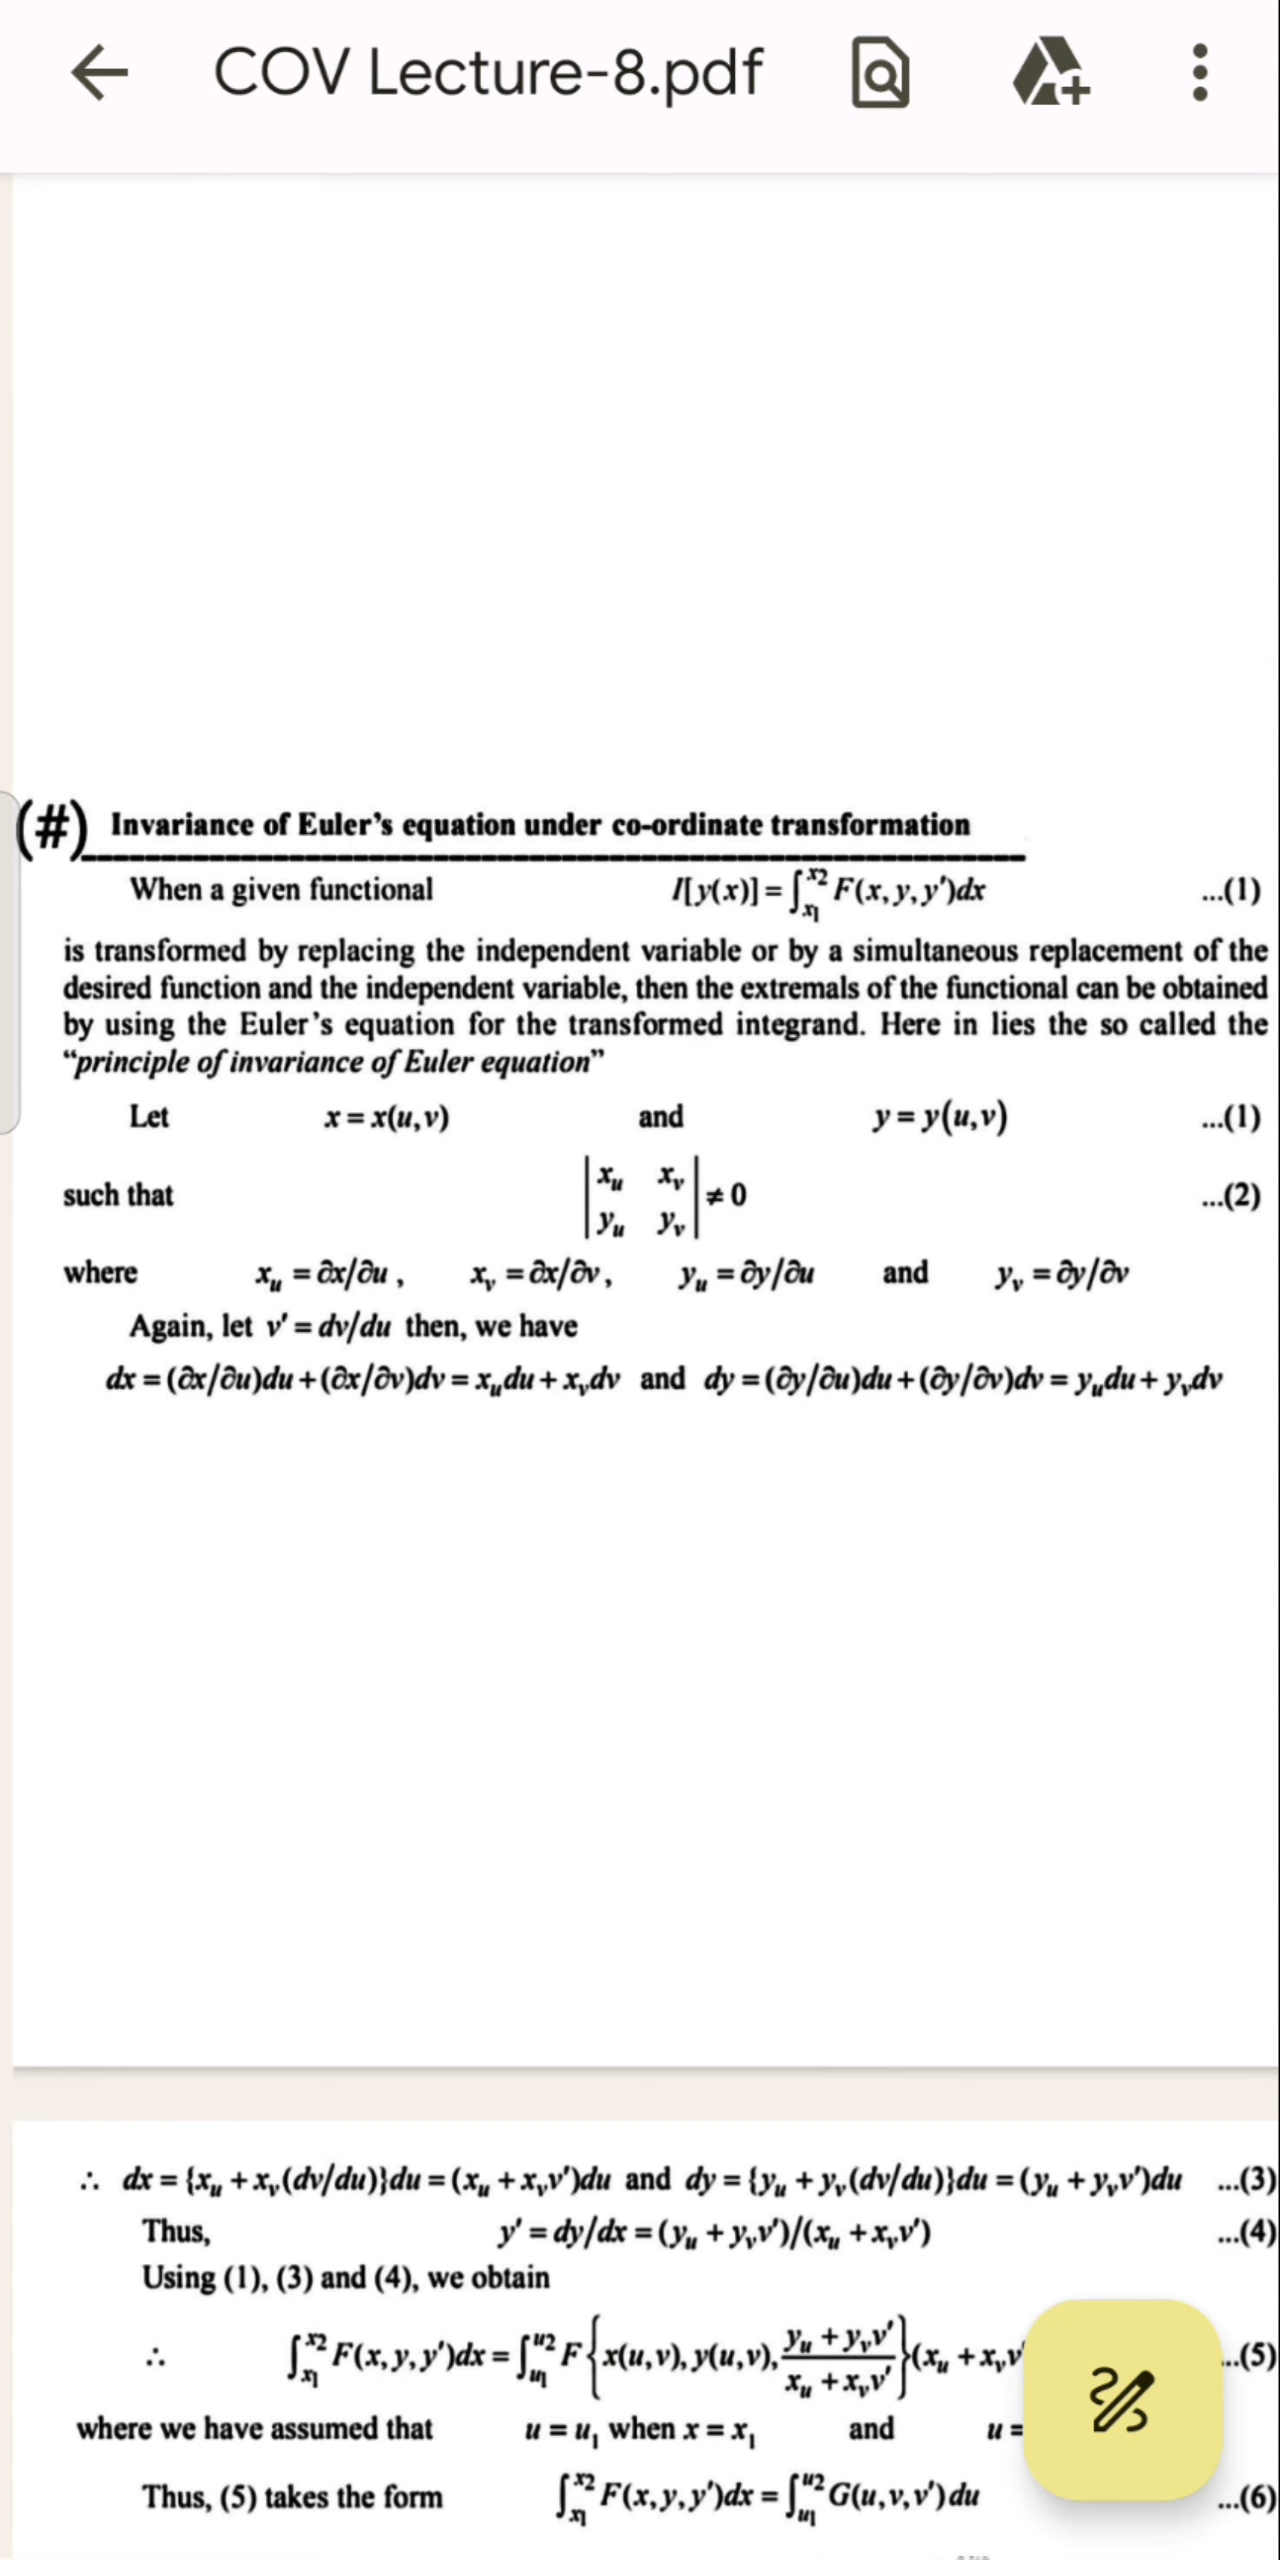 COV Lecture-8.pdf
(#) Invariance of Euler's equation under co-ordinate transformation
When a given functional I[y(x)] = ∫_{x₁}^{x₂} F(x, y, y′)dx ...(1)
is transformed by replacing the independent variable or by a simultaneous replacement of the
desired function and the independent variable, then the extremals of the functional can be obtained
by using the Euler's equation for the transformed integrand. Here in lies the so called the
“principle of invariance of Euler equation”
Let x = x(u, v) and y = y(u, v) ...(1)
such that |x_u x_v; y_u y_v| ≠ 0 ...(2)
where x_u = ∂x/∂u , x_v = ∂x/∂v , y_u = ∂y/∂u and y_v = ∂y/∂v
Again, let v′ = dv/du then, we have
dx = (∂x/∂u)du + (∂x/∂v)dv = x_u du + x_v dv and dy = (∂y/∂u)du + (∂y/∂v)dv = y_u du + y_v dv
∴ dx = {x_u + x_v(dv/du)}du = (x_u + x_v v′)du and dy = {y_u + y_v(dv/du)}du = (y_u + y_v v′)du ...(3)
Thus, y′ = dy/dx = (y_u + y_v v′)/(x_u + x_v v′) ...(4)
Using (1), (3) and (4), we obtain
∴ ∫_{x₁}^{x₂} F(x, y, y′)dx = ∫_{u₁}^{u₂} F{x(u, v), y(u, v), (y_u + y_v v′)/(x_u + x_v v′)}(x_u + x_v v′ ...(5)
where we have assumed that u = u₁ when x = x₁ and u =
Thus, (5) takes the form ∫_{x₁}^{x₂} F(x, y, y′)dx = ∫_{u₁}^{u₂} G(u, v, v′)du ...(6)